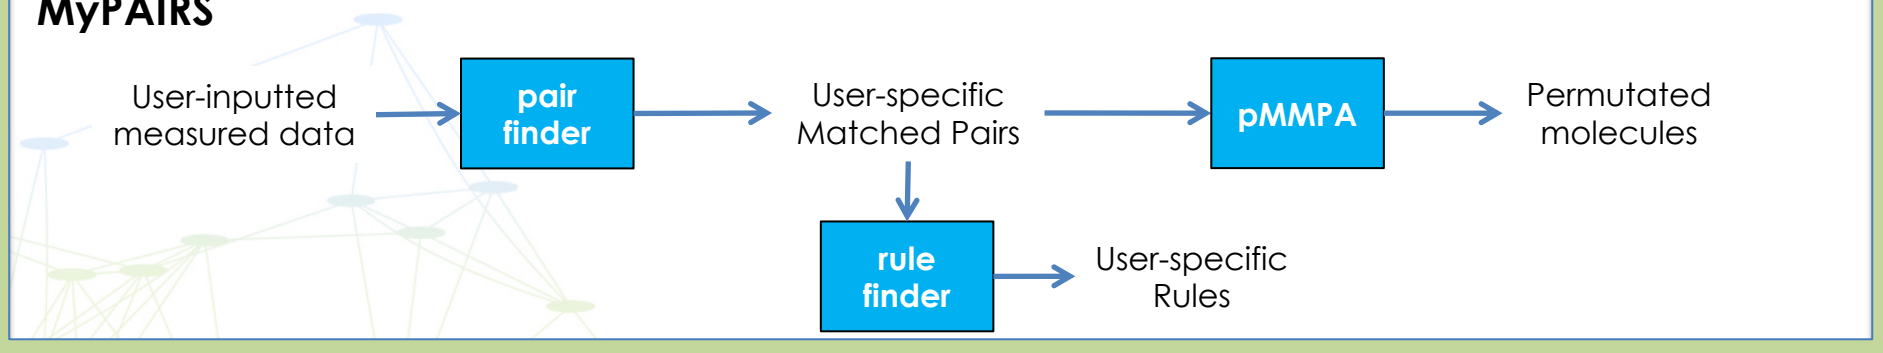 MyPAIRS
User-inputted
measured data
pair
finder
User-specific
Matched Pairs
pMMPA
Permutated
molecules
rule
finder
User-specific
Rules